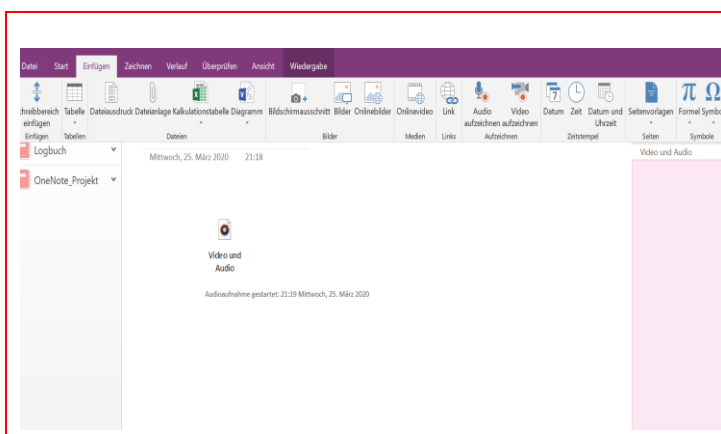 Datei Start Einfügen Zeichnen Verlauf Überprüfen Ansicht Wiedergabe
hreibbereich Tabelle Dateiausdruck Dateianlage Kalkulationstabelle Diagramm Bildschirmausschnitt Bilder Onlinebilder Onlinevideo Link Audio Video Datum Zeit Datum und Seitenvorlagen Formel Symbo
einfügen aufzeichnen aufzeichnen Uhrzeit
Einfügen Tabellen Dateien Bilder Medien Links Aufzeichnen Zeitstempel Seiten Symbole
Logbuch
Mittwoch, 25. März 2020 21:18
Video und Audio
OneNote_Projekt
Video und
Audio
Audioaufnahme gestartet: 21:19 Mittwoch, 25. März 2020